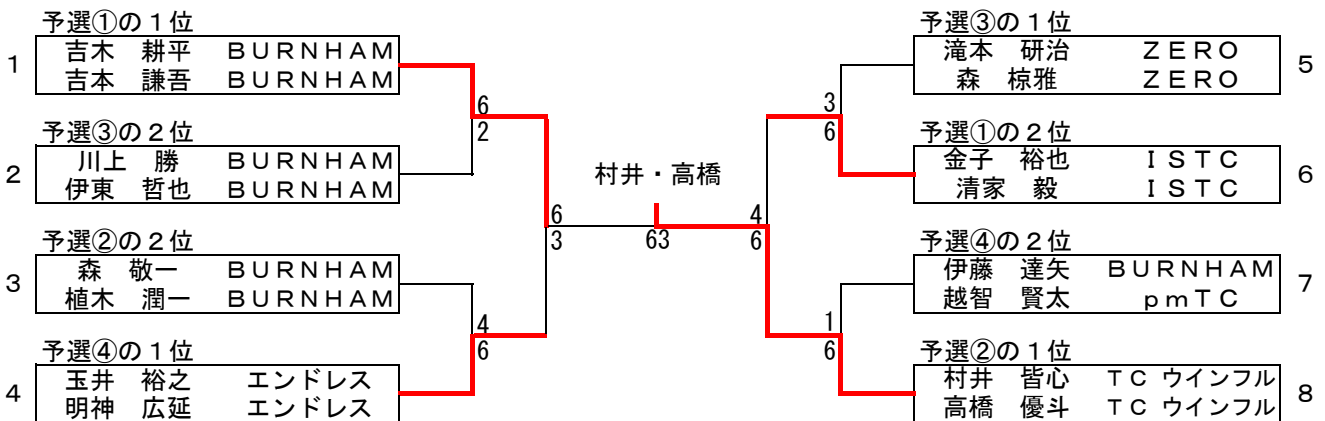 予選①の1位
1
吉木 耕平 BURNHAM
吉本 謙吾 BURNHAM
6
2
予選③の2位
2
川上 勝 BURNHAM
伊東 哲也 BURNHAM
6
3
予選②の2位
3
森 敬一 BURNHAM
植木 潤一 BURNHAM
4
6
予選④の1位
4
玉井 裕之 エンドレス
明神 広延 エンドレス
村井・高橋
63
予選③の1位
滝本 研治 ZERO
森 椋雅 ZERO
5
3
6
予選①の2位
金子 裕也 ISTC
清家 毅 ISTC
6
4
6
予選④の2位
伊藤 達矢 BURNHAM
越智 賢太 pmTC
7
1
6
予選②の1位
村井 皆心 TC ウインフル
高橋 優斗 TC ウインフル
8